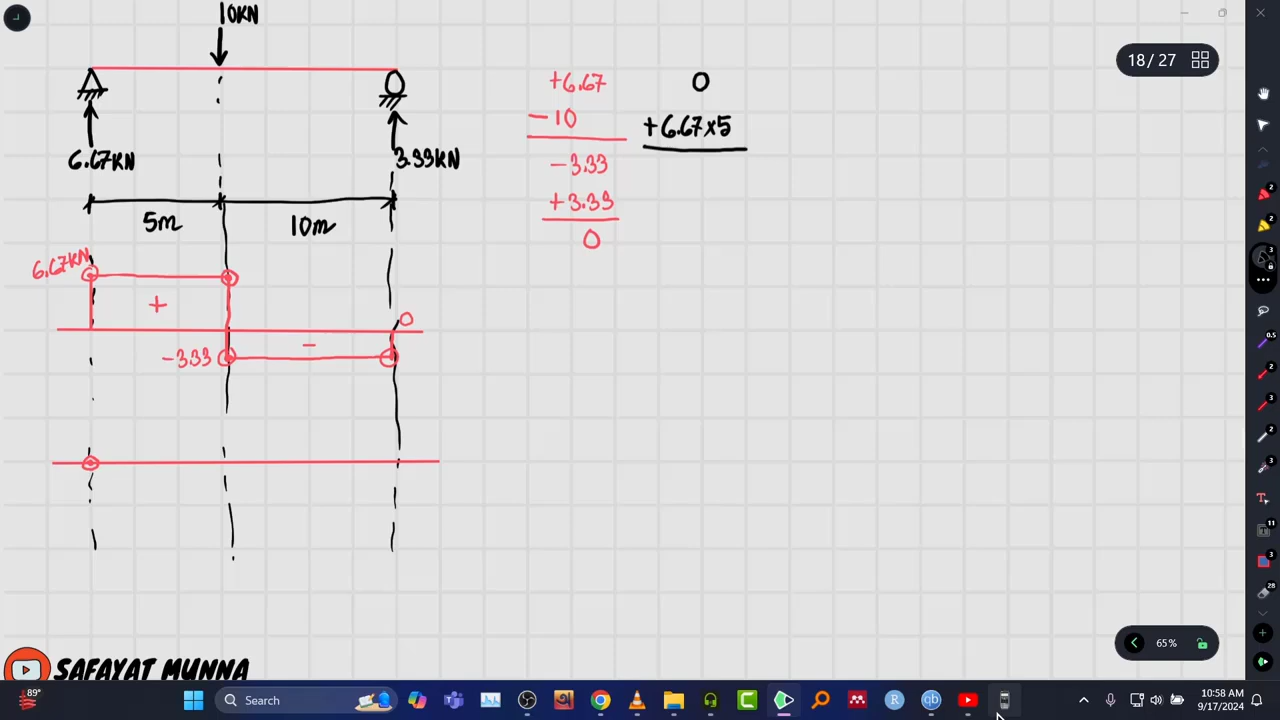 10KN
18 / 27
+6.67
- 10
- 3.33
+ 3.33
0
0
+6.67×5
6.67KN
3.33KN
5m
10m
6.67KN
+
0
-3.33
-
SAFAYAT MUNNA
65%
89°
Search
10:58 AM
9/17/2024